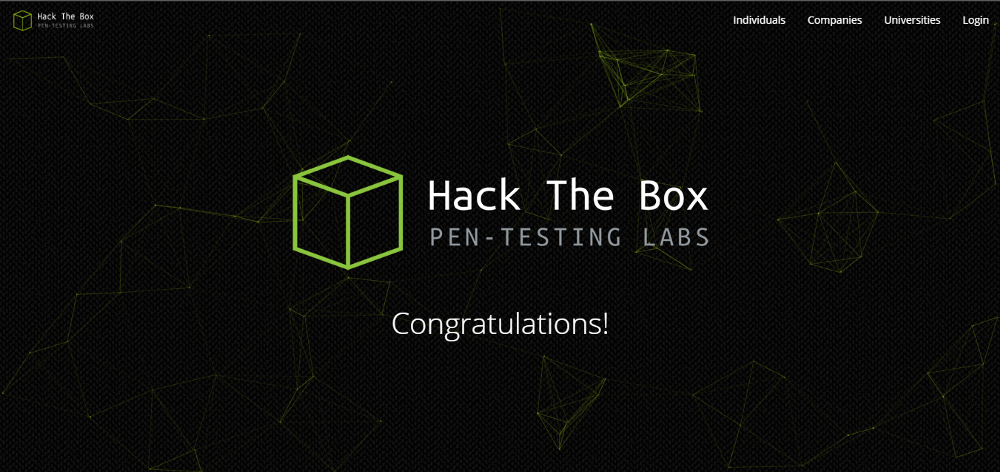 Hack The Box
PEN-TESTING LABS
Individuals Companies Universities Login
Hack The Box
PEN-TESTING LABS
Congratulations!